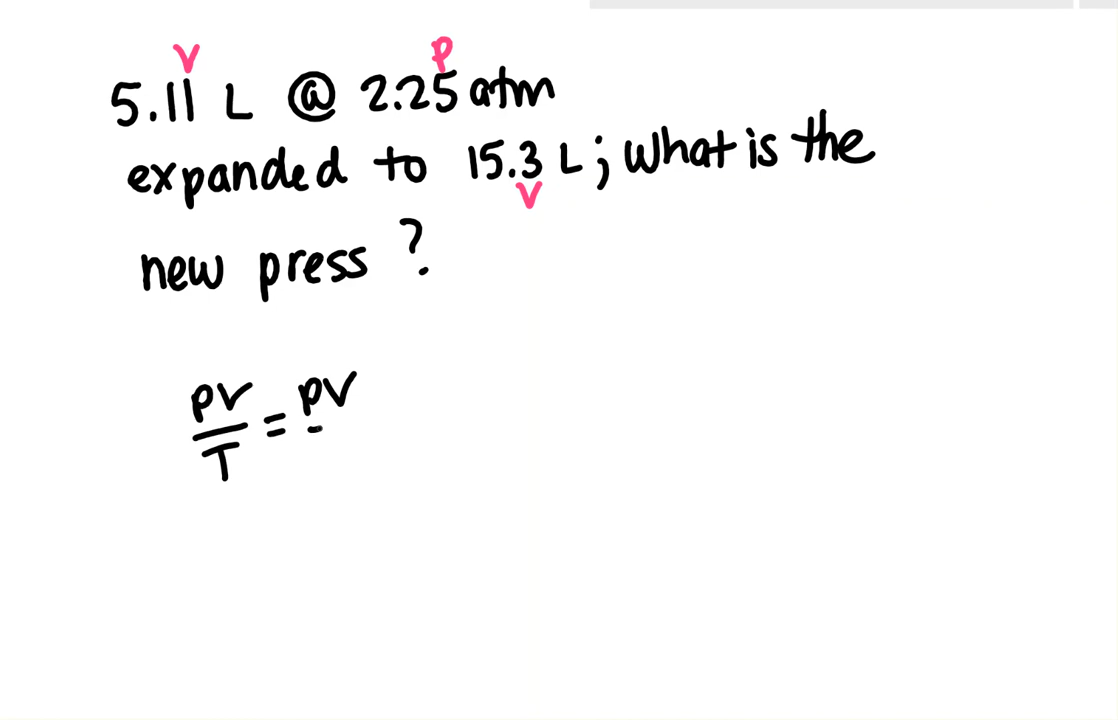 V P
5.11 L @ 2.25 atm
expanded to 15.3 L; what is the
V
new press ?
PV = PV
T